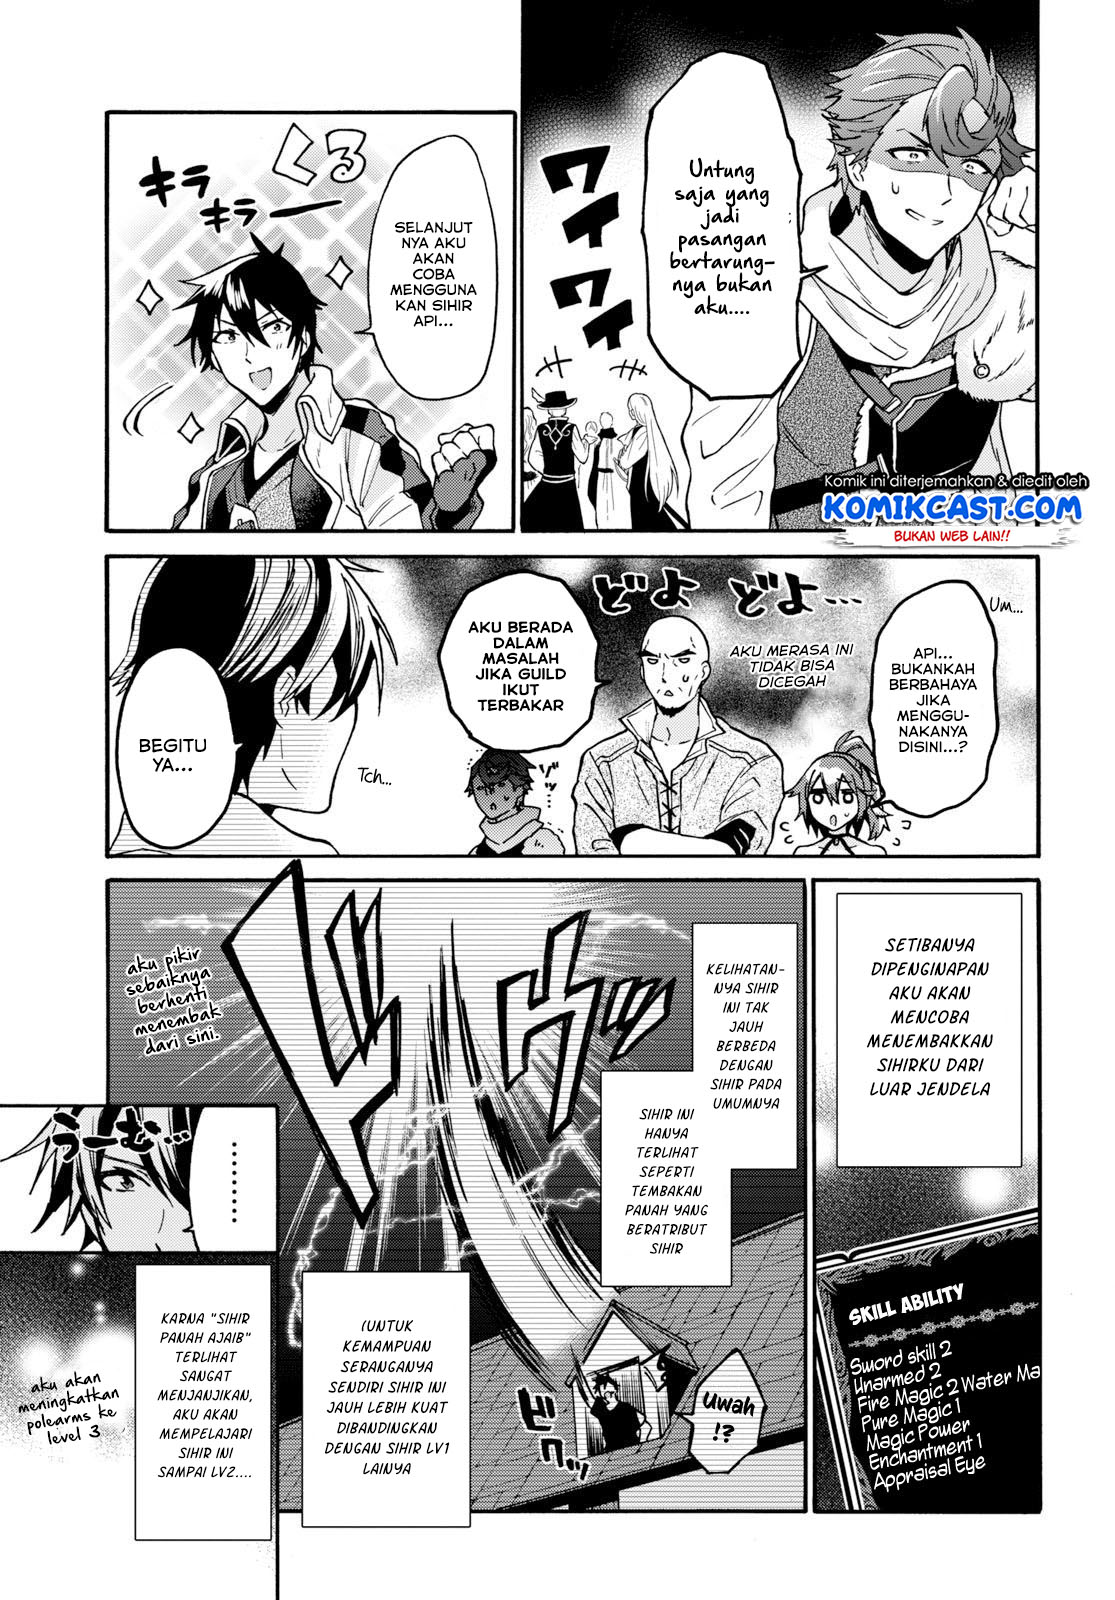 Untung
saja yang
jadi
pasangan
bertarung-
nya bukan
aku....
ワイ
ワイ
Komik ini diterjemahkan & diedit oleh
KOMIKCAST.COM
BUKAN WEB LAIN!!
くる
キラ
キラー
SELANJUT
NYA AKU
AKAN
COBA
MENGGUNA
KAN SIHIR
API...
Um...
API...
BUKANKAH
BERBAHAYA
JIKA
MENGGU-
NAKANYA
DISINI...?
どよ どよ...
AKU MERASA INI
TIDAK BISA
DICEGAH
AKU BERADA
DALAM
MASALAH
JIKA GUILD
IKUT
TERBAKAR
BEGITU
YA...
Tch...
SETIBANYA
DIPENGINAPAN
AKU AKAN
MENCOBA
MENEMBAKKAN
SIHIRKU DARI
LUAR JENDELA
SKILL ABILITY
Sword skill 2
Unarmed 2
Fire Magic 2 Water Ma
Pure Magic 1
Magic Power
Enchantment 1
Appraisal Eye
KELIHATAN-
NYA SIHIR
INI TAK
JAUH
BERBEDA
DENGAN
SIHIR PADA
UMUMNYA
SIHIR INI
HANYA
TERLIHAT
SEPERTI
TEMBAKAN
PANAH YANG
BERATRIBUT
SIHIR
ドンッ
aku pikir
sebaiknya
berhenti
menembak
dari sini.
Uwah
!?
ビクッ
(UNTUK
KEMAMPUAN
SERANGANYA
SENDIRI SIHIR INI
JAUH LEBIH KUAT
DIBANDINGKAN
DENGAN SIHIR LV1
LAINYA
うーむ...
........
KARNA "SIHIR
PANAH AJAIB"
TERLIHAT
SANGAT
MENJANJIKAN,
AKU AKAN
MEMPELAJARI
SIHIR INI
SAMPAI LV2....
aku akan
meningkatkan
polearms ke
level 3